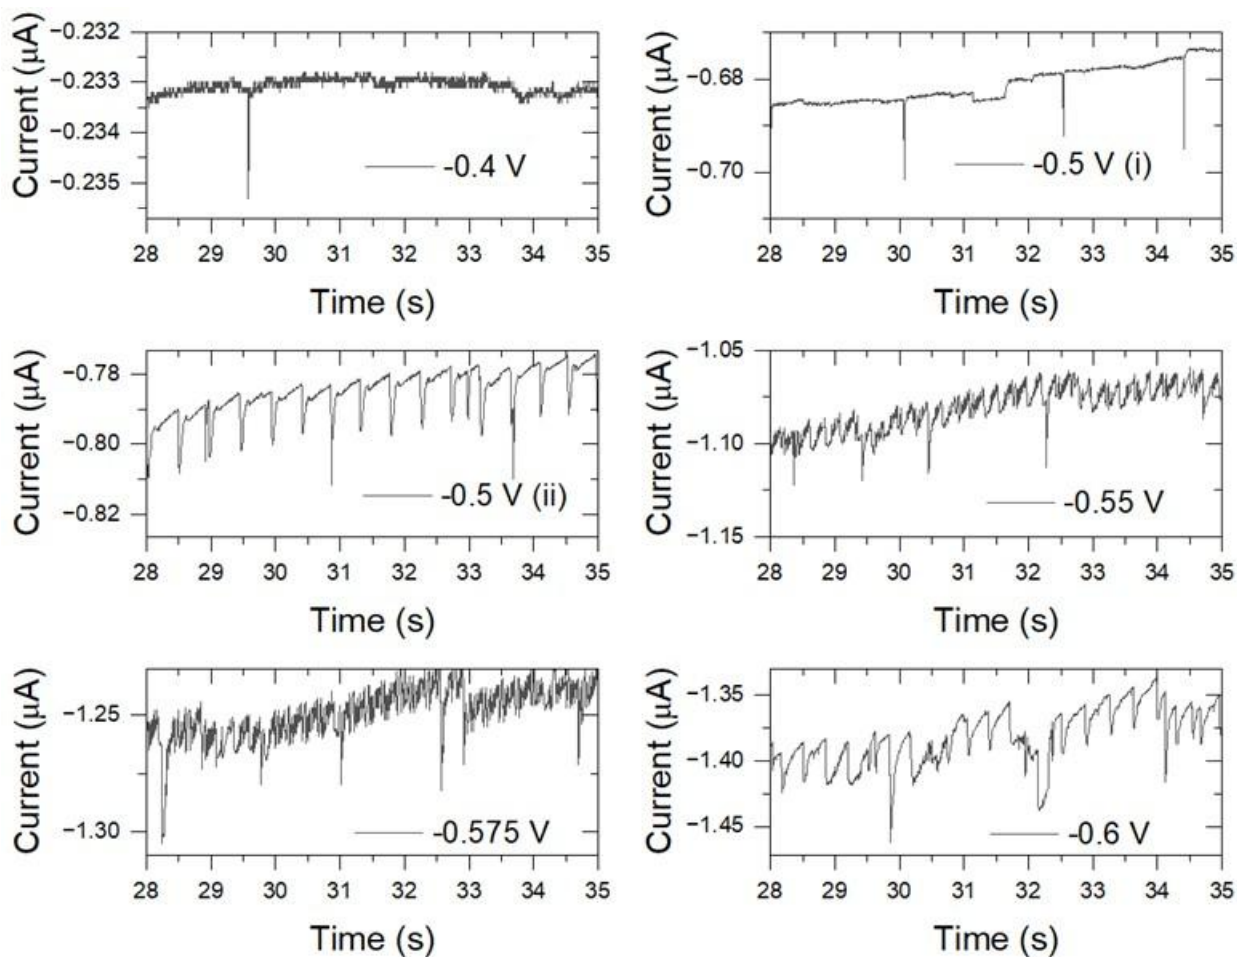 Current (μA)
−0.232
−0.233
−0.234
−0.235
-0.4 V
28 29 30 31 32 33 34 35
Time (s)
Current (μA)
−0.68
−0.70
-0.5 V (i)
28 29 30 31 32 33 34 35
Time (s)
Current (μA)
−0.78
−0.80
−0.82
-0.5 V (ii)
28 29 30 31 32 33 34 35
Time (s)
Current (μA)
−1.05
−1.10
−1.15
-0.55 V
28 29 30 31 32 33 34 35
Time (s)
Current (μA)
−1.25
−1.30
-0.575 V
28 29 30 31 32 33 34 35
Time (s)
Current (μA)
−1.35
−1.40
−1.45
-0.6 V
28 29 30 31 32 33 34 35
Time (s)